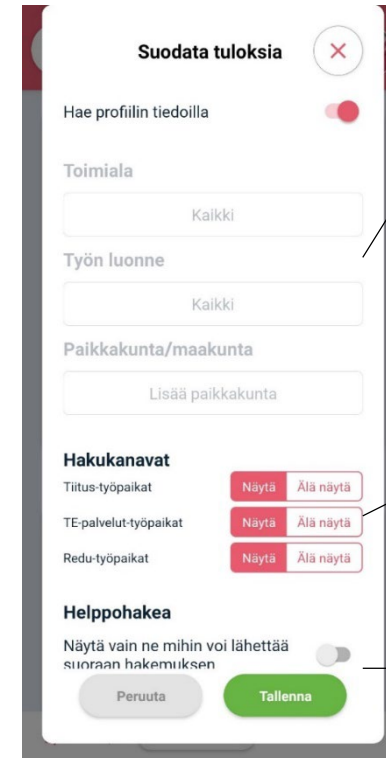 Suodata tuloksia
Hae profiilin tiedoilla
Toimiala
Kaikki
Työn luonne
Kaikki
Paikkakunta/maakunta
Lisää paikkakunta
Hakukanavat
Tiitus-työpaikat Näytä Älä näytä
TE-palvelut-työpaikat Näytä Älä näytä
Redu-työpaikat Näytä Älä näytä
Helppohakea
Näytä vain ne mihin voi lähettää
suoraan hakemuksen
Peruuta Tallenna